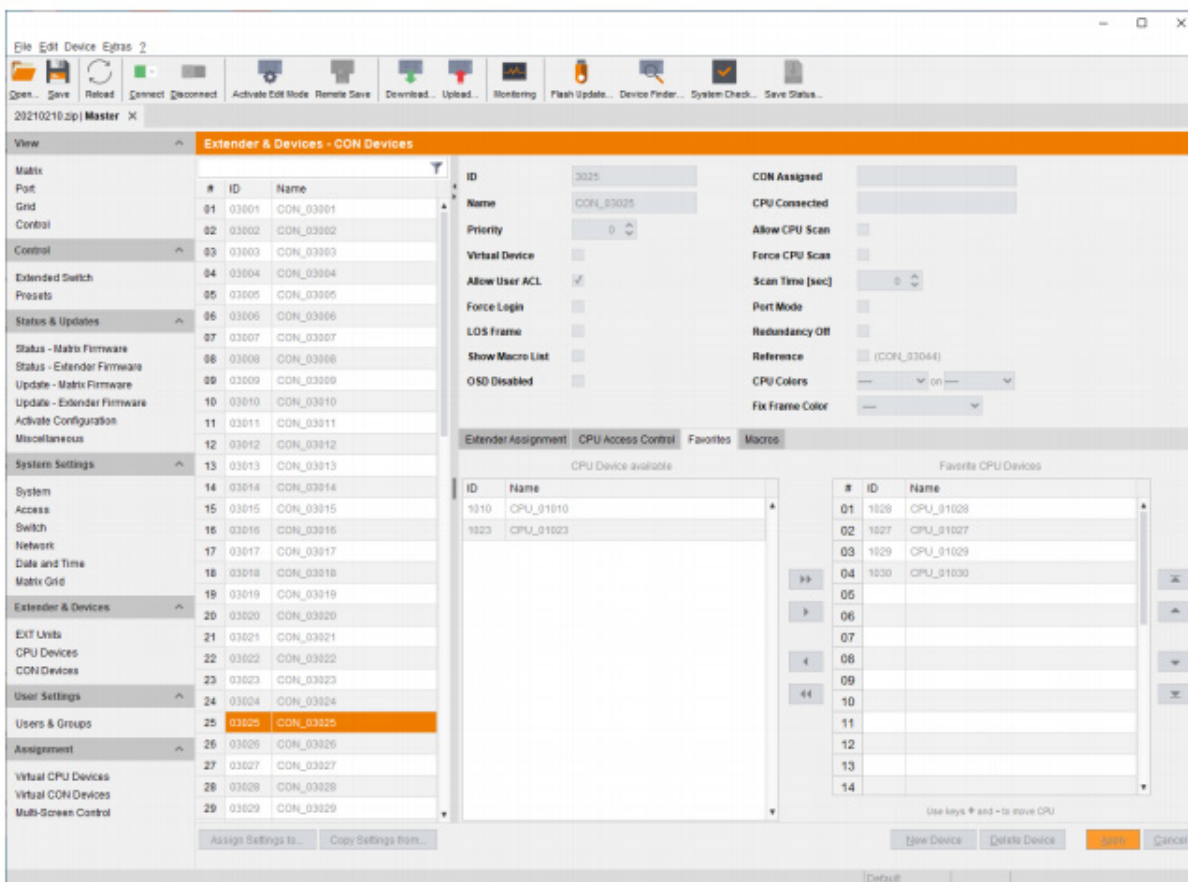 File Edit Device Extras ?
Open... Save Reload Connect Disconnect Activate Edit Mode Remote Save Download... Upload... Monitoring Flash Update... Device Finder... System Check... Save Status...
20210210.zip | Master ×
View
Matrix
Port
Grid
Control
Control
Extended Switch
Presets
Status & Updates
Status - Matrix Firmware
Status - Extender Firmware
Update - Matrix Firmware
Update - Extender Firmware
Activate Configuration
Miscellaneous
System Settings
System
Access
Switch
Network
Date and Time
Matrix Grid
Extender & Devices
EXT Units
CPU Devices
CON Devices
User Settings
Users & Groups
Assignment
Virtual CPU Devices
Virtual CON Devices
Multi-Screen Control
Extender & Devices - CON Devices
# ID Name
01 03001 CON_03001
02 03002 CON_03002
03 03003 CON_03003
04 03004 CON_03004
05 03005 CON_03005
06 03006 CON_03006
07 03007 CON_03007
08 03008 CON_03008
09 03009 CON_03009
10 03010 CON_03010
11 03011 CON_03011
12 03012 CON_03012
13 03013 CON_03013
14 03014 CON_03014
15 03015 CON_03015
16 03016 CON_03016
17 03017 CON_03017
18 03018 CON_03018
19 03019 CON_03019
20 03020 CON_03020
21 03021 CON_03021
22 03022 CON_03022
23 03023 CON_03023
24 03024 CON_03024
25 03025 CON_03025
26 03026 CON_03026
27 03027 CON_03027
28 03028 CON_03028
29 03029 CON_03029
Assign Settings to... Copy Settings from...
ID 3025
Name CON_03025
Priority 0
Virtual Device
Allow User ACL
Force Login
LOS Frame
Show Macro List
OSD Disabled
CON Assigned
CPU Connected
Allow CPU Scan
Force CPU Scan
Scan Time [sec] 0
Port Mode
Redundancy Off
Reference (CON_03044)
CPU Colors — on —
Fix Frame Color —
Extender Assignment CPU Access Control Favorites Macros
CPU Device available
ID Name
1010 CPU_01010
1023 CPU_01023
Favorite CPU Devices
# ID Name
01 1028 CPU_01028
02 1027 CPU_01027
03 1029 CPU_01029
04 1030 CPU_01030
05
06
07
08
09
10
11
12
13
14
Use keys + and - to move CPU
New Device Delete Device Apply Cancel
Default